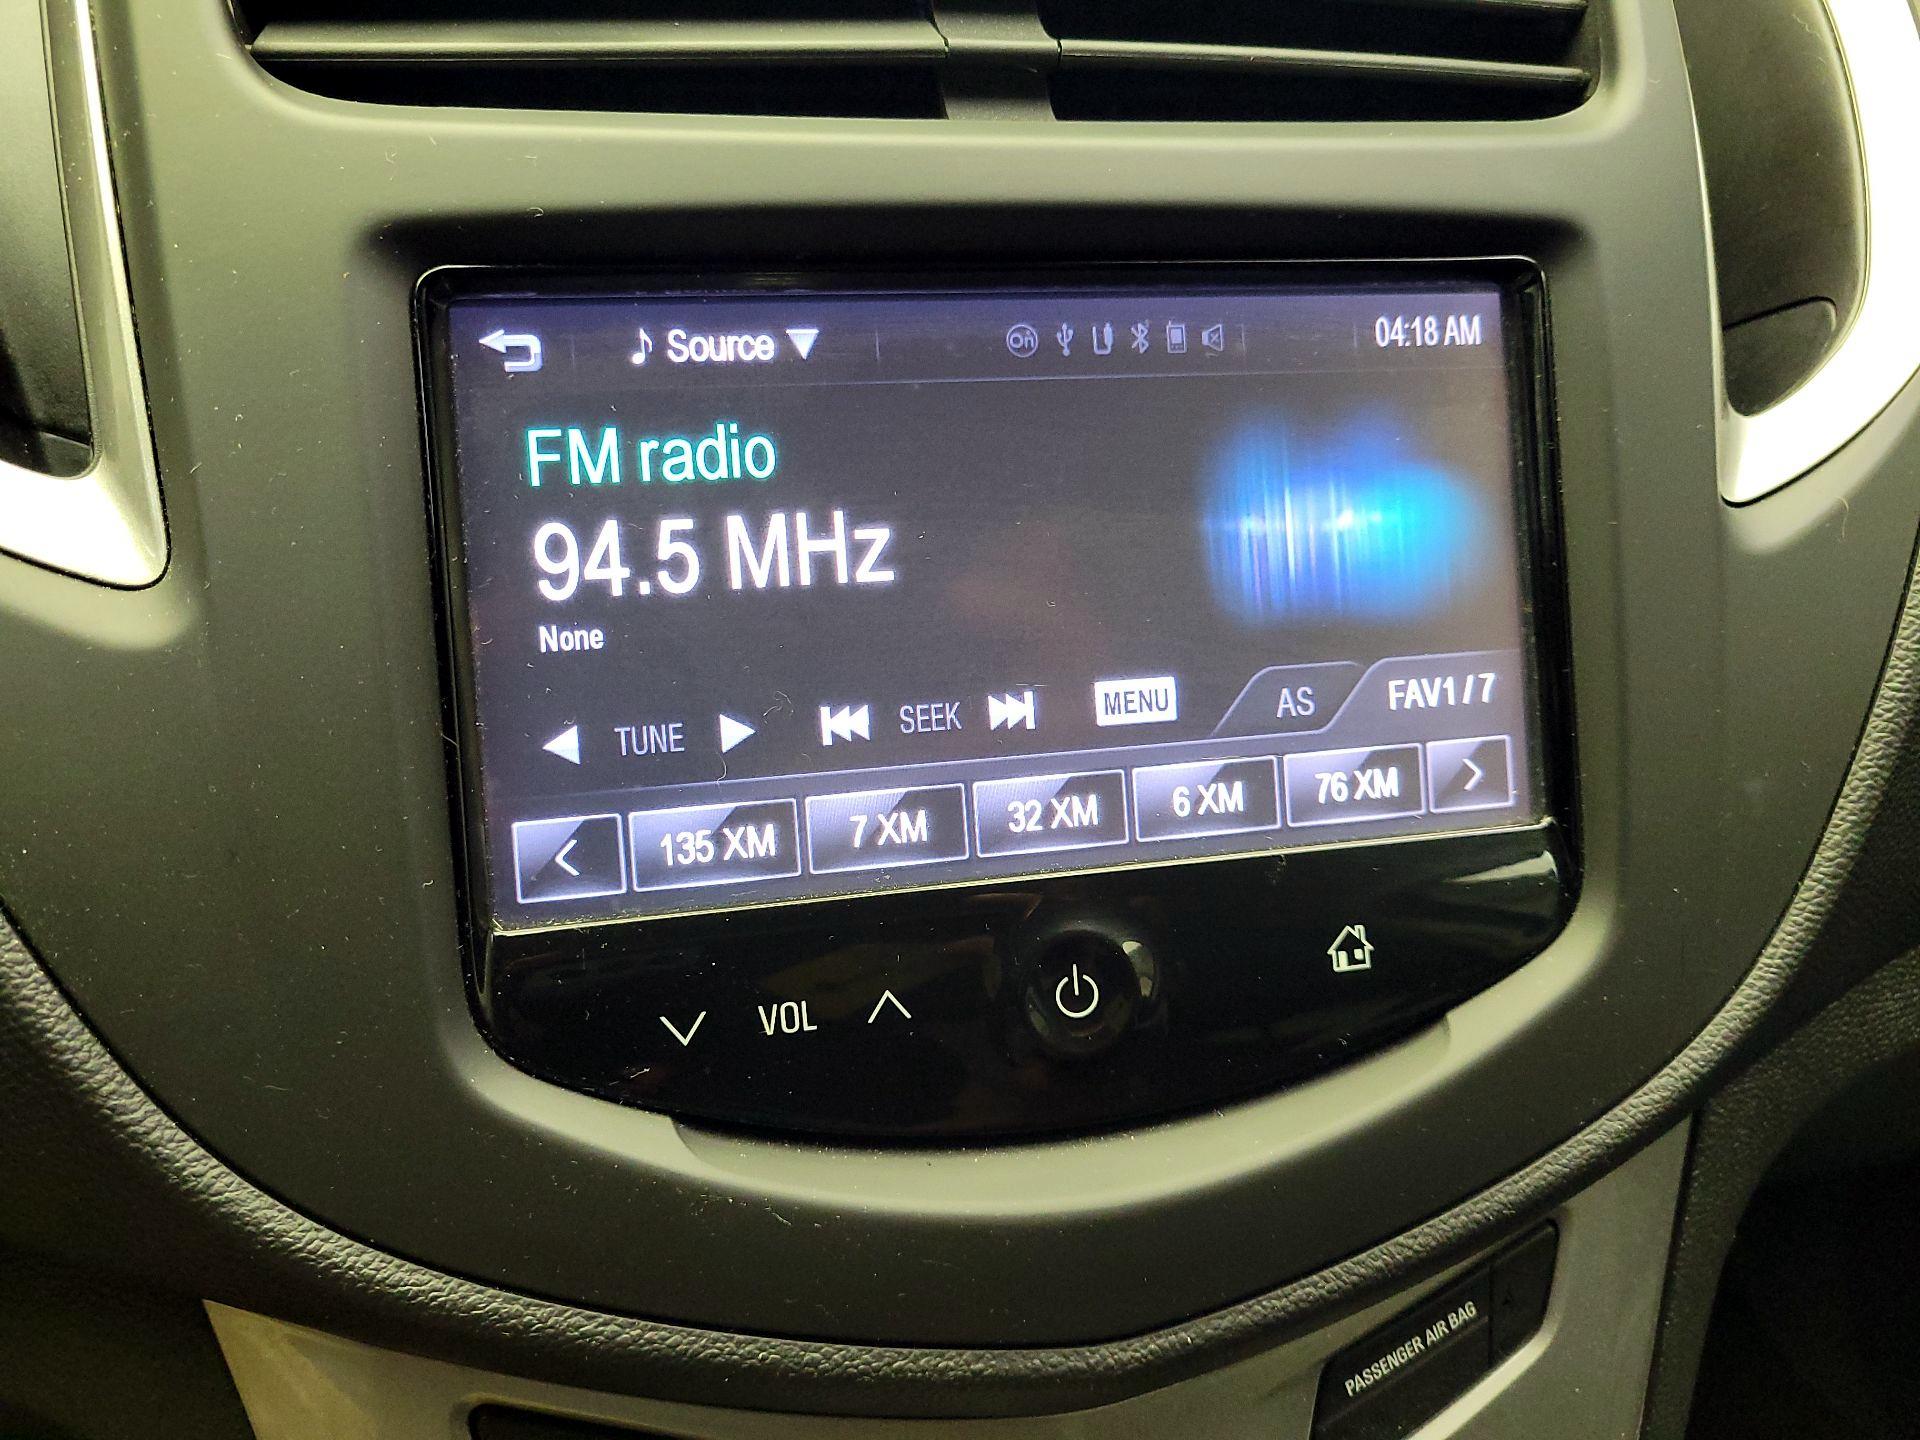 Source 04:18 AM
FM radio
94.5 MHz
None
TUNE SEEK MENU AS FAV1/7
135 XM 7 XM 32 XM 6 XM 76 XM
VOL
PASSENGER AIR BAG